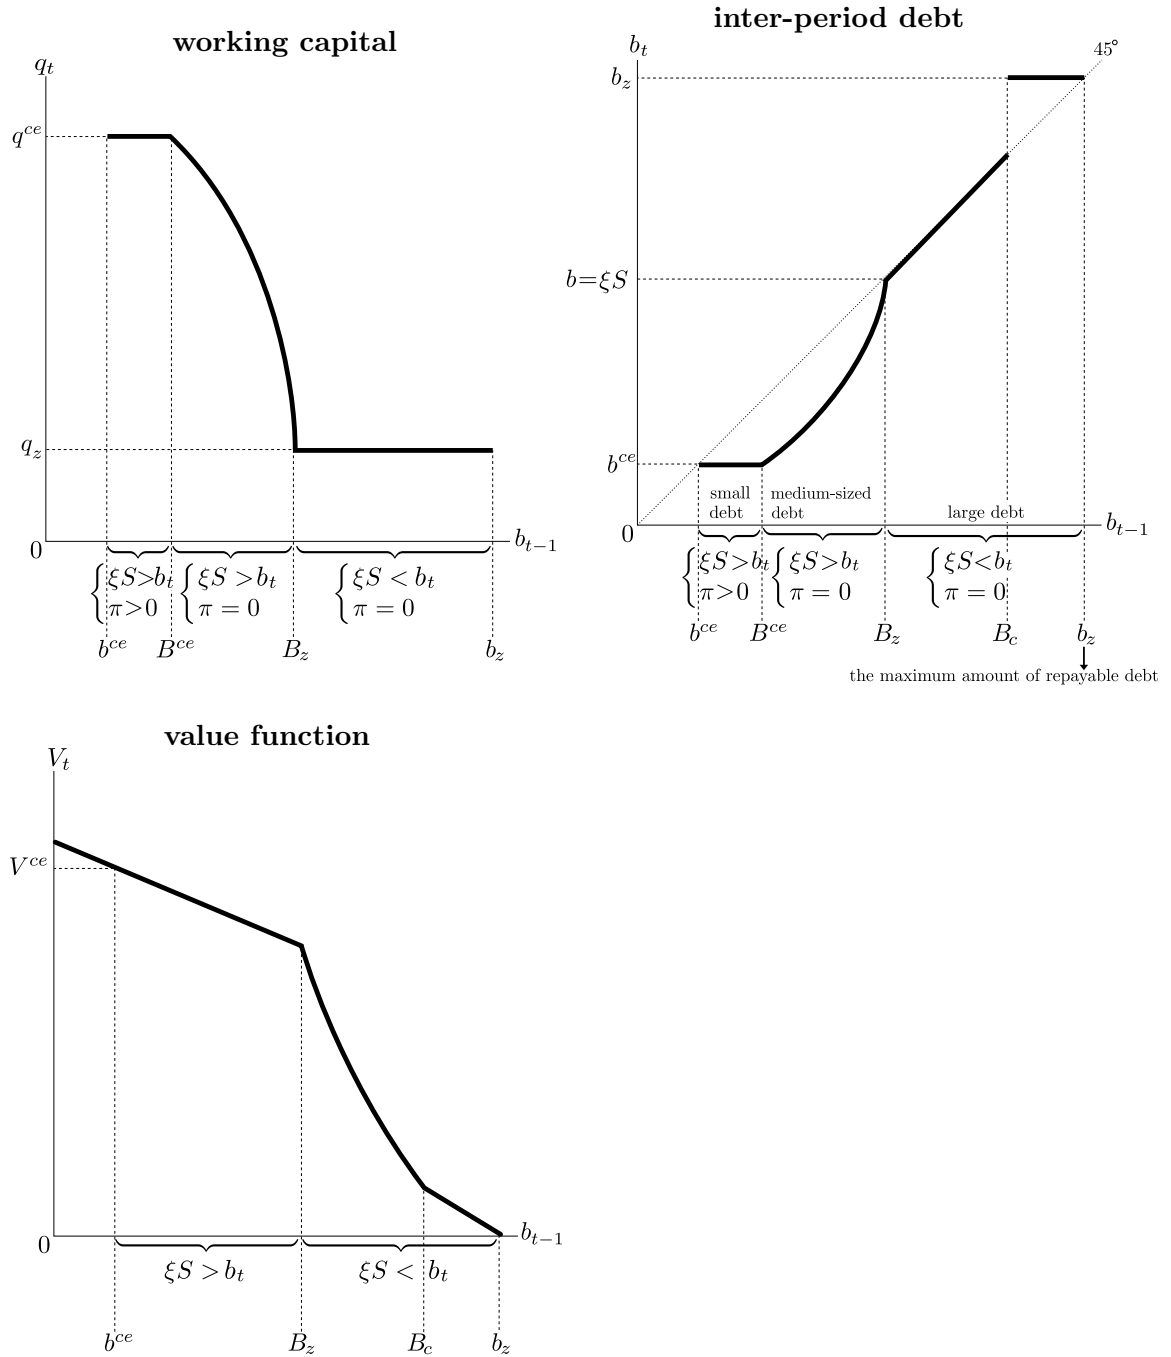 working capital
q_t
q^{ce}
q_z
0
b_{t−1}
{ ξS>b_t
π>0
{ ξS >b_t
π = 0
{ ξS < b_t
π = 0
b^{ce}
B^{ce}
B_z
b_z
inter-period debt
b_t
45°
b_z
b=ξS
b^{ce}
0
small
debt
medium-sized
debt
large debt
b_{t−1}
{ ξS>b_t
π>0
{ ξS>b_t
π = 0
{ ξS<b_t
π = 0
b^{ce}
B^{ce}
B_z
B_c
b_z
the maximum amount of repayable debt
value function
V_t
V^{ce}
0
b_{t−1}
ξS >b_t
ξS < b_t
b^{ce}
B_z
B_c
b_z